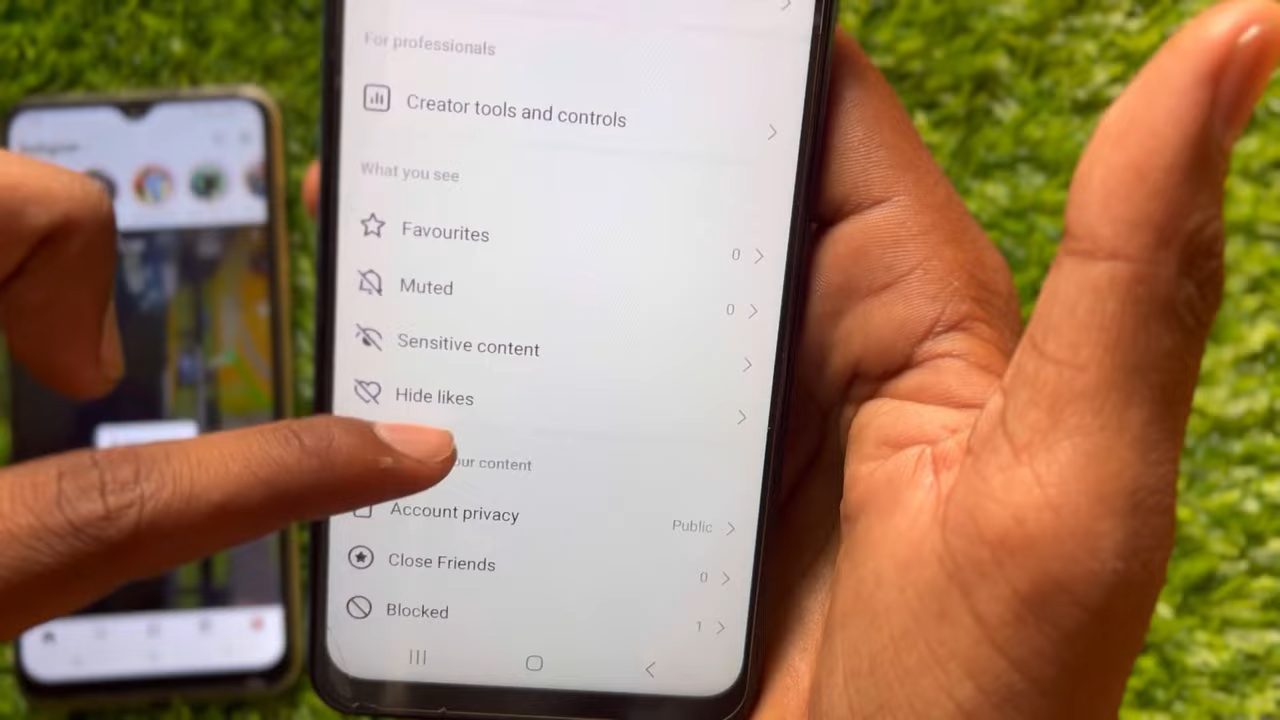 For professionals
Creator tools and controls
What you see
Favourites
0
Muted
0
Sensitive content
Hide likes
our content
Account privacy
Public
Close Friends
0
Blocked
1